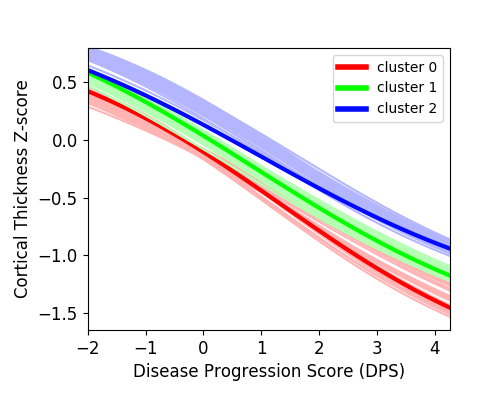 cluster 0
cluster 1
cluster 2
Cortical Thickness Z-score
0.5
0.0
−0.5
−1.0
−1.5
−2 −1 0 1 2 3 4
Disease Progression Score (DPS)